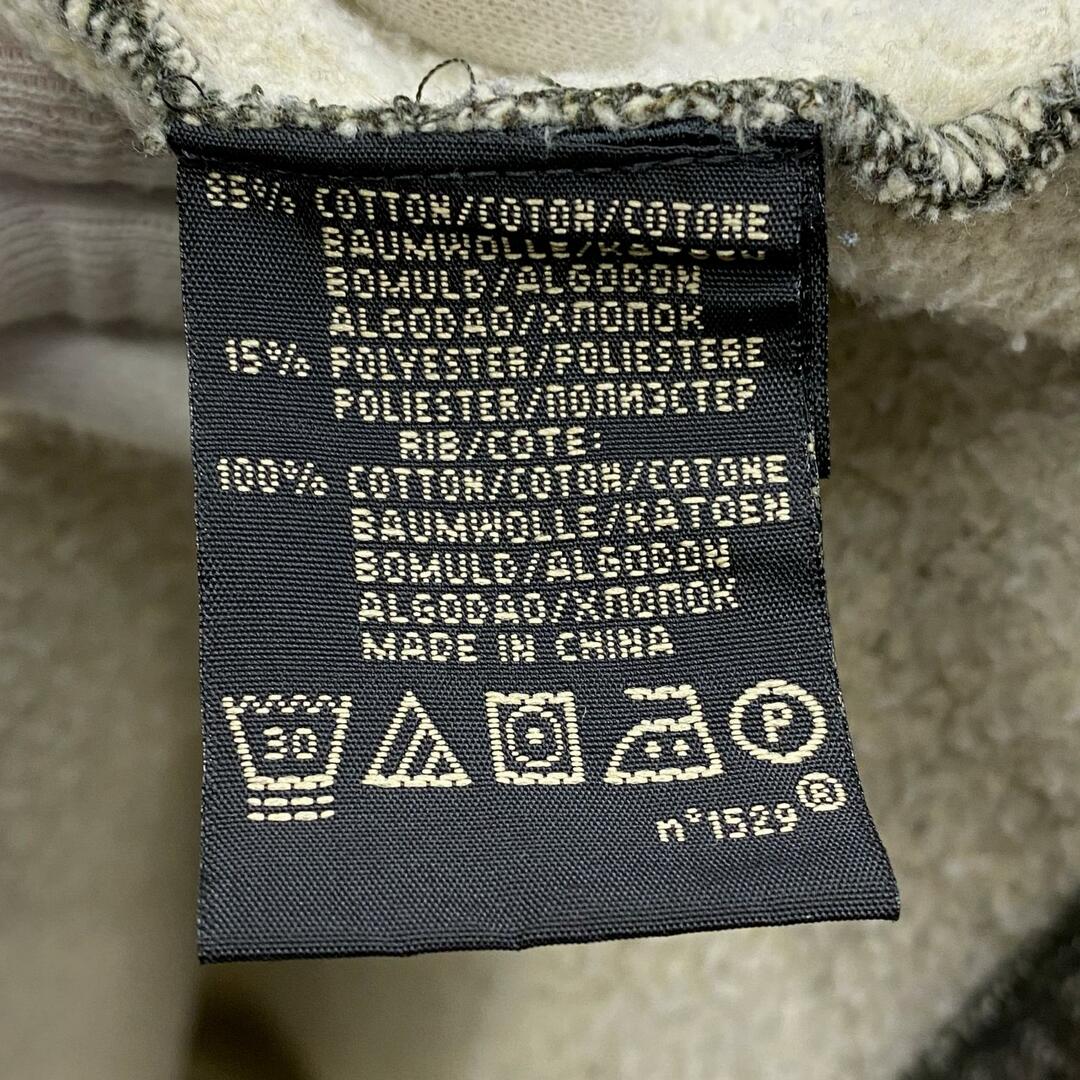 85% COTTON/COTON/COTONE
BAUMWOLLE/KATOEN
BOMULD/ALGODON
ALGODAO/ХЛОПОК
15% POLYESTER/POLIESTERE
POLIESTER/ПОЛИЭСТЕР
RIB/COTE:
100% COTTON/COTON/COTONE
BAUMWOLLE/KATOEN
BOMULD/ALGODON
ALGODAO/ХЛОПОК
MADE IN CHINA
30
P
n°1529®